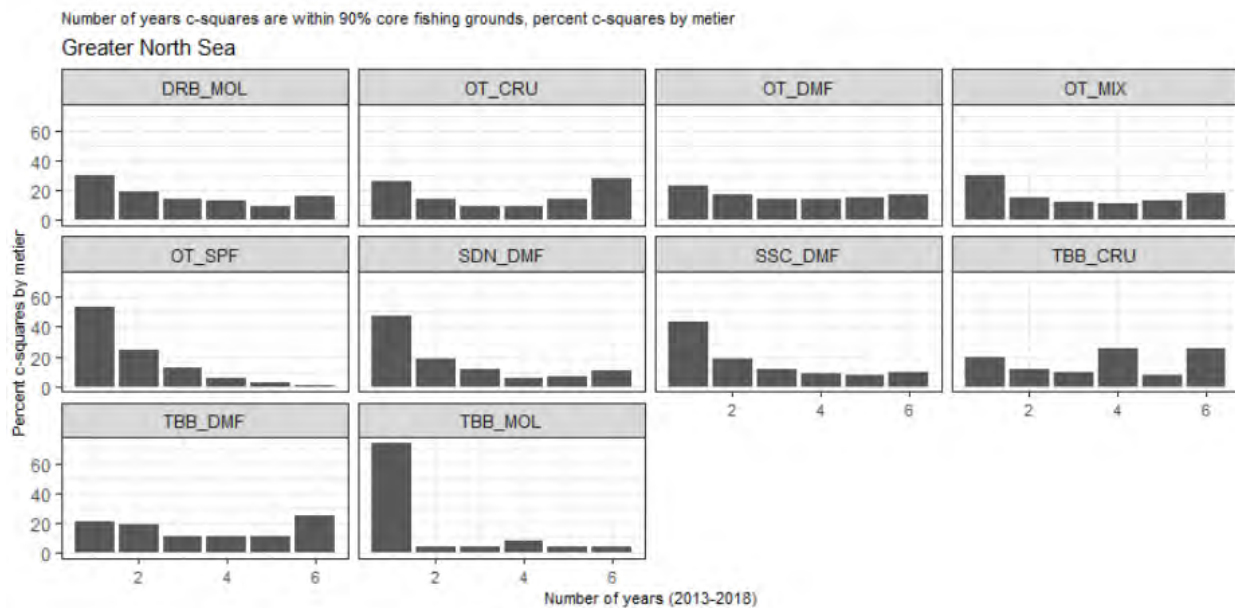 Number of years c-squares are within 90% core fishing grounds, percent c-squares by metier
Greater North Sea
DRB_MOL
OT_CRU
OT_DMF
OT_MIX
60
40
20
0
OT_SPF
SDN_DMF
SSC_DMF
TBB_CRU
60
40
20
0
2
4
6
2
4
6
TBB_DMF
TBB_MOL
60
40
20
0
2
4
6
2
4
6
Percent c-squares by metier
Number of years (2013-2018)